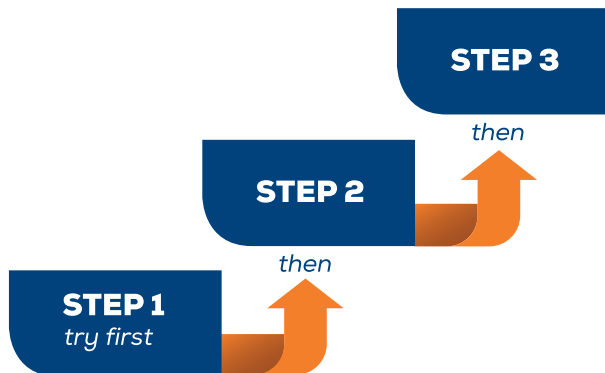 STEP 1
try first
then
STEP 2
then
STEP 3